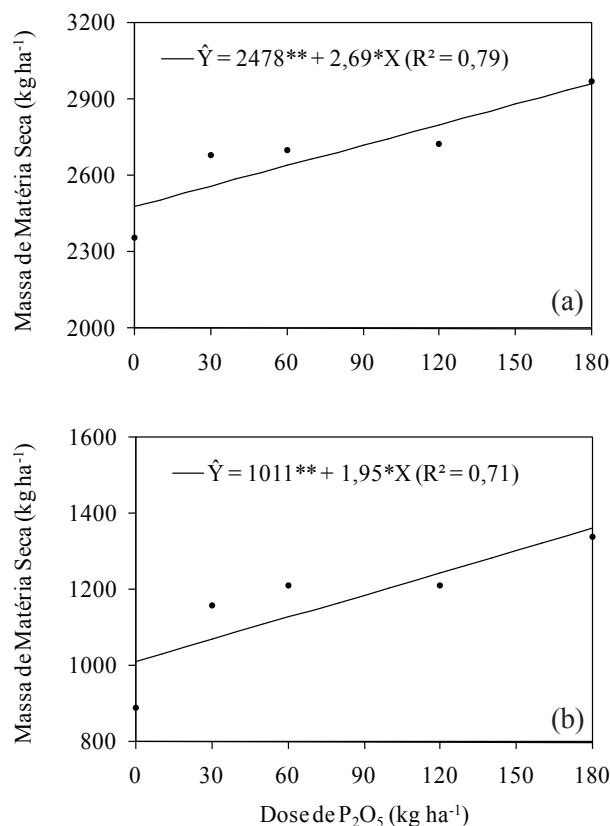 3200
Ŷ = 2478** + 2,69*X (R² = 0,79)
2900
2600
2300
2000
Massa de Matéria Seca (kg ha⁻¹)
(a)
0 30 60 90 120 150 180
1600
Ŷ = 1011** + 1,95*X (R² = 0,71)
1400
1200
1000
800
Massa de Matéria Seca (kg ha⁻¹)
(b)
0 30 60 90 120 150 180
Dose de P₂O₅ (kg ha⁻¹)